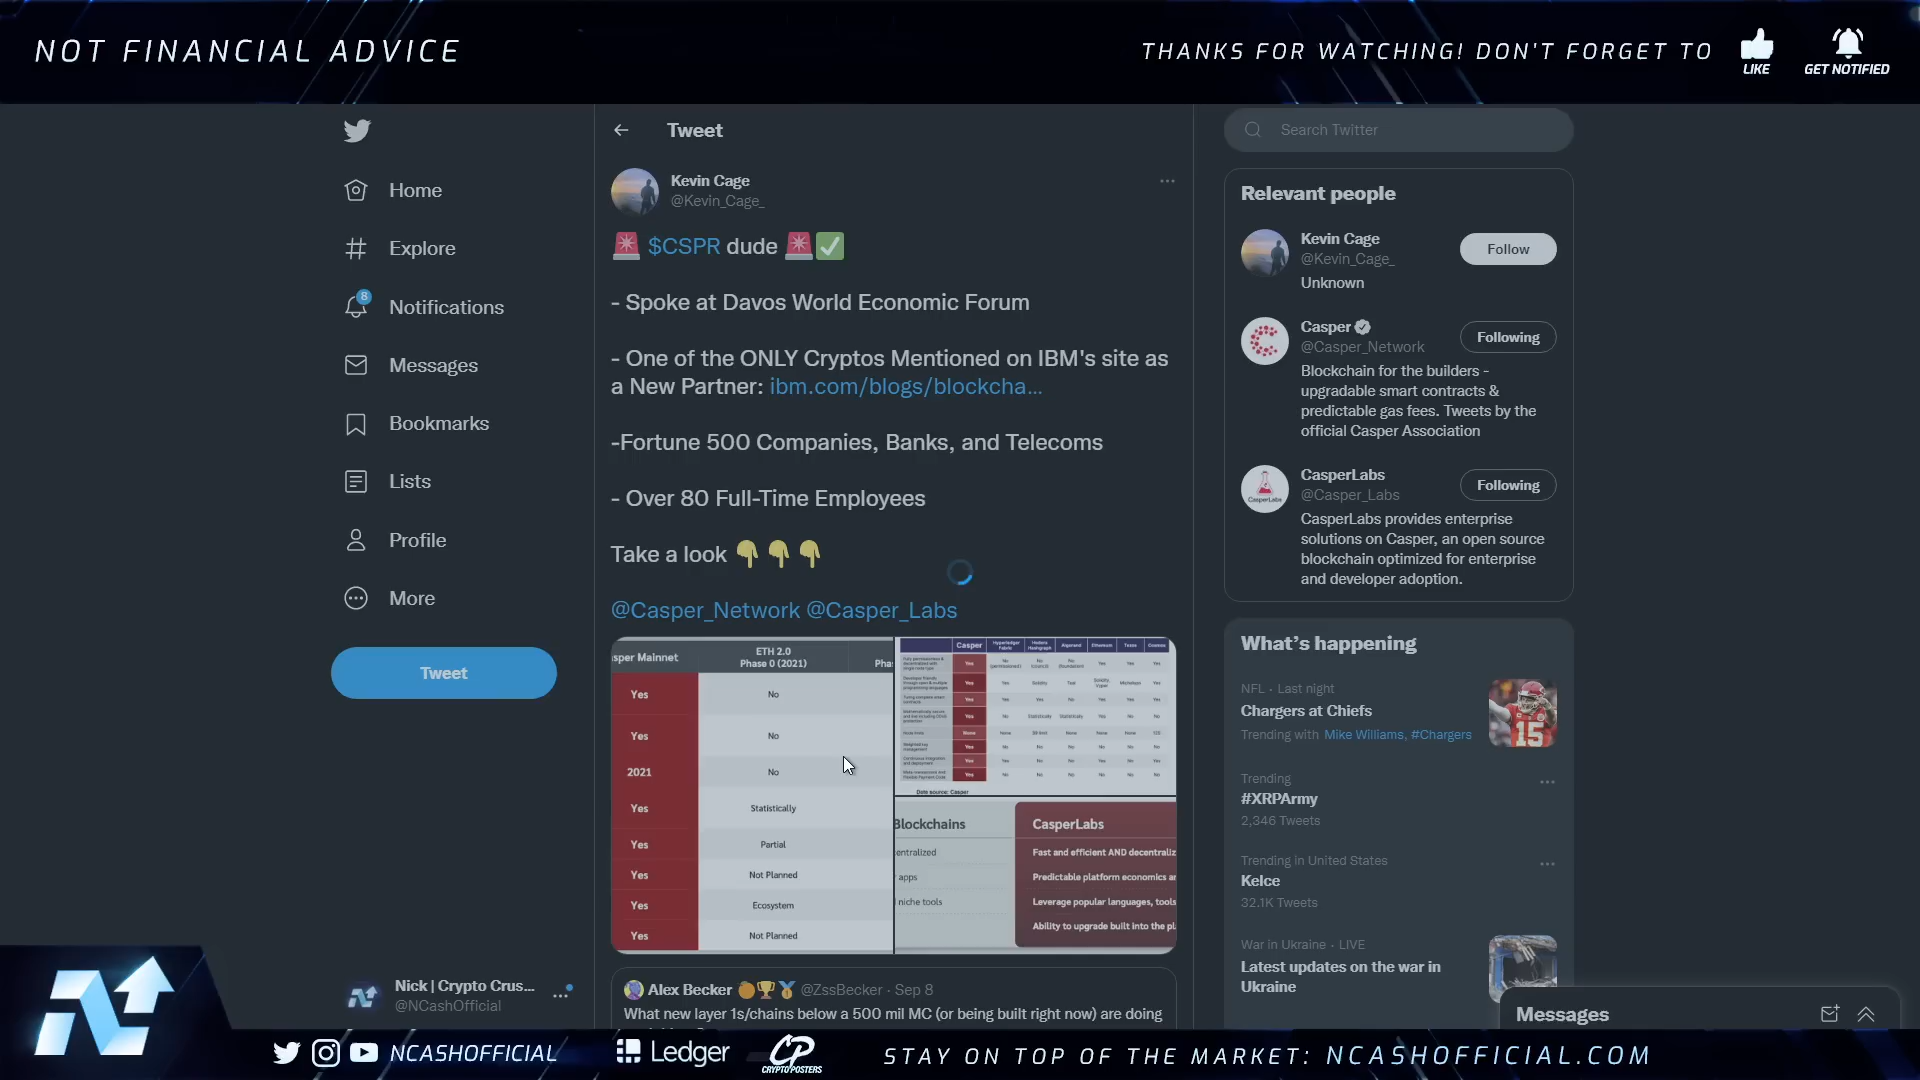 NOT FINANCIAL ADVICE
THANKS FOR WATCHING! DON'T FORGET TO
LIKE
GET NOTIFIED
Home
Explore
8
Notifications
Messages
Bookmarks
Lists
Profile
More
Tweet
Nick | Crypto Crus...
@NCashOfficial
Tweet
Kevin Cage
@Kevin_Cage_
$CSPR dude
- Spoke at Davos World Economic Forum
- One of the ONLY Cryptos Mentioned on IBM's site as
a New Partner: ibm.com/blogs/blockcha...
-Fortune 500 Companies, Banks, and Telecoms
- Over 80 Full-Time Employees
Take a look
@Casper_Network @Casper_Labs
sper Mainnet
ETH 2.0
Phase 0 (2021)
Phas
Yes No
Yes No
2021 No
Yes Statistically
Yes Partial
Yes Not Planned
Yes Ecosystem
Yes Not Planned
Casper
Data source: Casper
Blockchains
entralized
apps
niche tools
CasperLabs
Fast and efficient AND decentraliz
Predictable platform economics an
Leverage popular languages, tools
Ability to upgrade built into the pl
Alex Becker @ZssBecker · Sep 8
What new layer 1s/chains below a 500 mil MC (or being built right now) are doing
Search Twitter
Relevant people
Kevin Cage
@Kevin_Cage_
Unknown
Follow
Casper
@Casper_Network
Following
Blockchain for the builders -
upgradable smart contracts &
predictable gas fees. Tweets by the
official Casper Association
CasperLabs
@Casper_Labs
Following
CasperLabs provides enterprise
solutions on Casper, an open source
blockchain optimized for enterprise
and developer adoption.
What's happening
NFL · Last night
Chargers at Chiefs
Trending with Mike Williams, #Chargers
Trending
#XRPArmy
2,346 Tweets
Trending in United States
Kelce
32.1K Tweets
War in Ukraine · LIVE
Latest updates on the war in
Ukraine
Messages
NCASHOFFICIAL
Ledger
CP
CRYPTO POSTERS
STAY ON TOP OF THE MARKET: NCASHOFFICIAL.COM